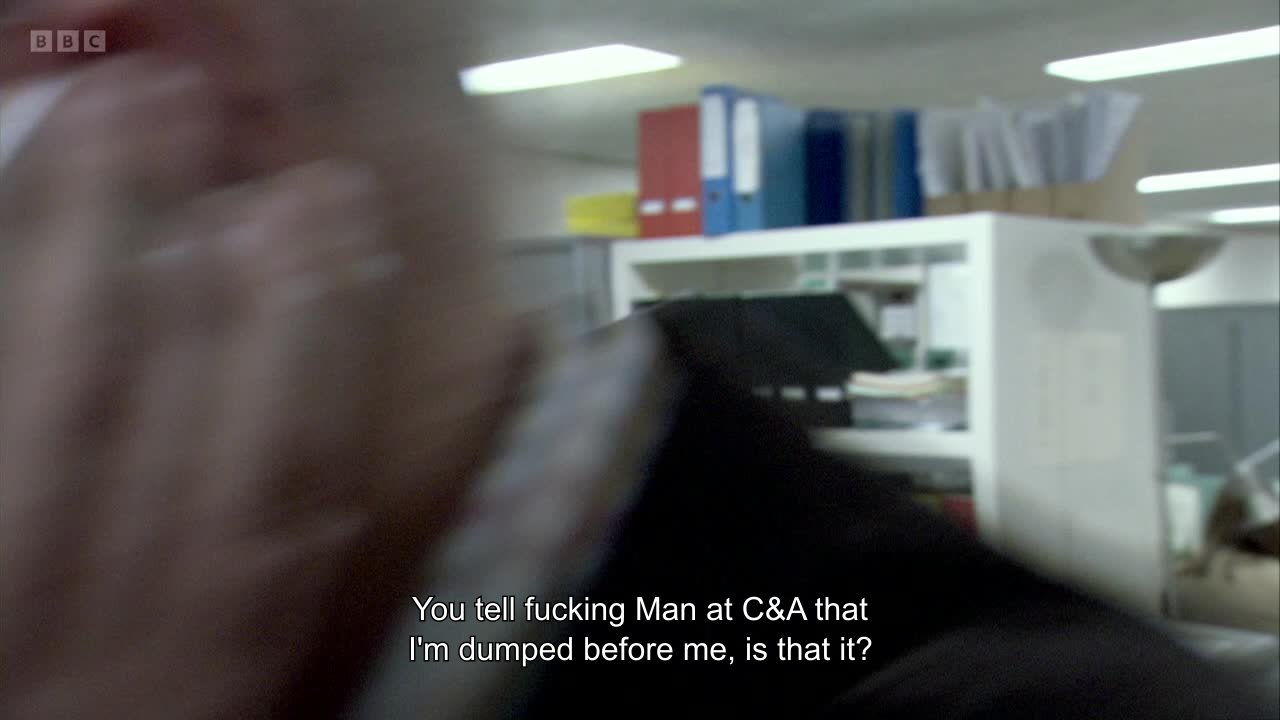 BBC
You tell fucking Man at C&A that
I'm dumped before me, is that it?